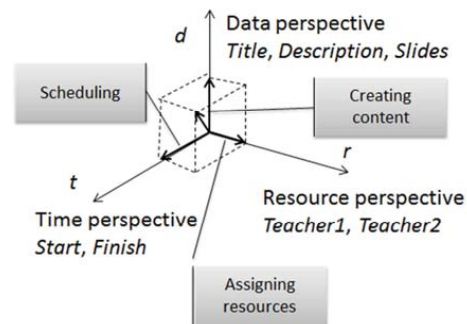 d
Data perspective
Title, Description, Slides
Scheduling
Creating
content
r
t
Resource perspective
Teacher1, Teacher2
Time perspective
Start, Finish
Assigning
resources